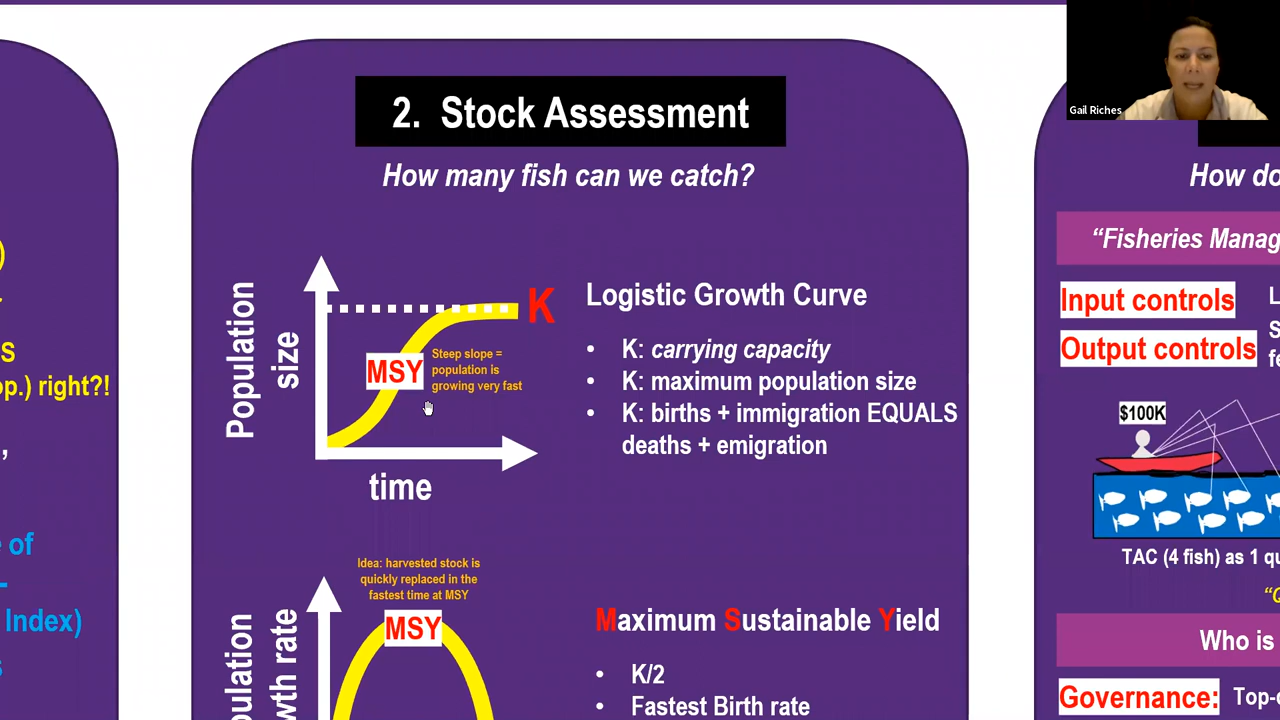 Gail Riches
)
S
op.) right?!
,
e of
Index)
s
2. Stock Assessment
How many fish can we catch?
Population
size
K
MSY
Steep slope =
population is
growing very fast
time
Logistic Growth Curve
• K: carrying capacity
• K: maximum population size
• K: births + immigration EQUALS
deaths + emigration
Idea: harvested stock is
quickly replaced in the
fastest time at MSY
MSY
ulation
wth rate
Maximum Sustainable Yield
• K/2
• Fastest Birth rate
How do
“Fisheries Manag
Input controls
L
Output controls
S
fe
$100K
TAC (4 fish) as 1 qu
“Q
Who is
Governance:
Top-d